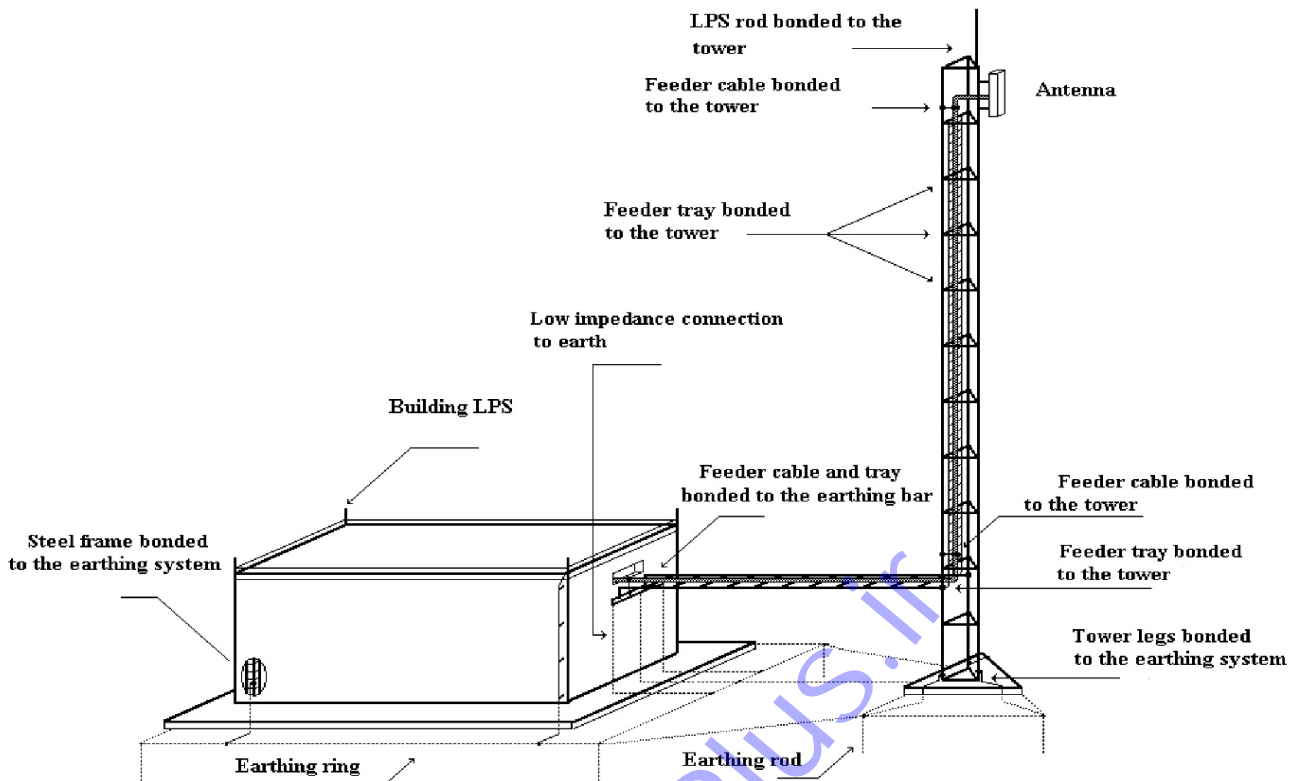 LPS rod bonded to the
tower
Feeder cable bonded
to the tower
Antenna
Feeder tray bonded
to the tower
Low impedance connection
to earth
Building LPS
Feeder cable and tray
bonded to the earthing bar
Feeder cable bonded
to the tower
Steel frame bonded
to the earthing system
Feeder tray bonded
to the tower
Tower legs bonded
to the earthing system
Earthing ring
Earthing rod
plus.ir